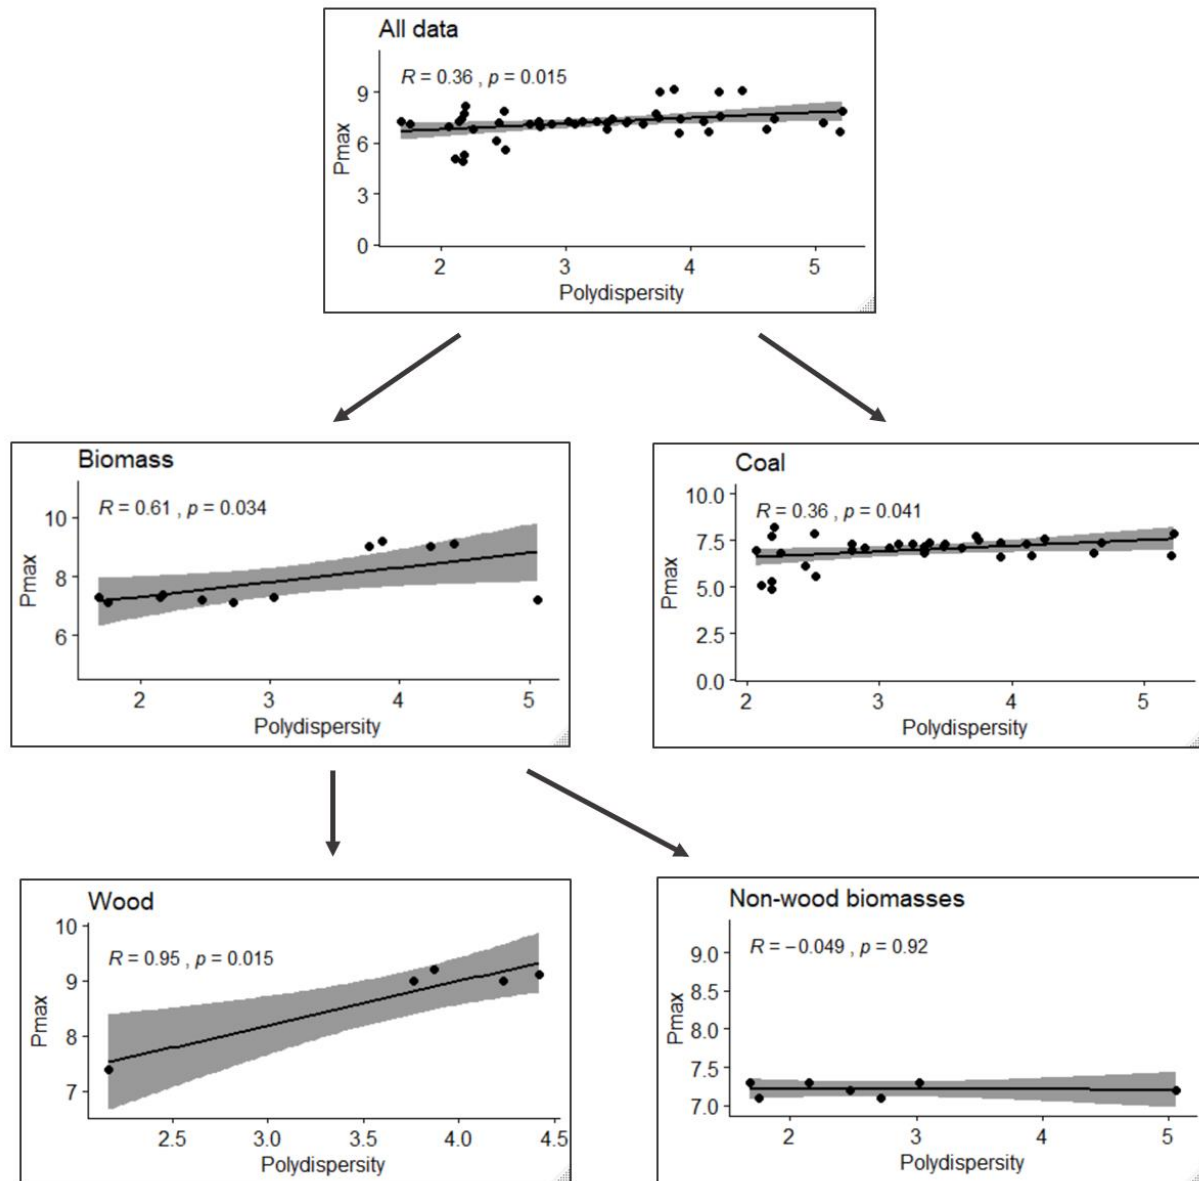 All data
R = 0.36 , p = 0.015
9
6
3
0
Pmax
2 3 4 5
Polydispersity
Biomass
R = 0.61 , p = 0.034
10
8
6
Pmax
2 3 4 5
Polydispersity
Coal
R = 0.36 , p = 0.041
10.0
7.5
5.0
2.5
0.0
Pmax
2 3 4 5
Polydispersity
Wood
R = 0.95 , p = 0.015
10
9
8
7
Pmax
2.5 3.0 3.5 4.0 4.5
Polydispersity
Non-wood biomasses
R = −0.049 , p = 0.92
9.0
8.5
8.0
7.5
7.0
Pmax
2 3 4 5
Polydispersity